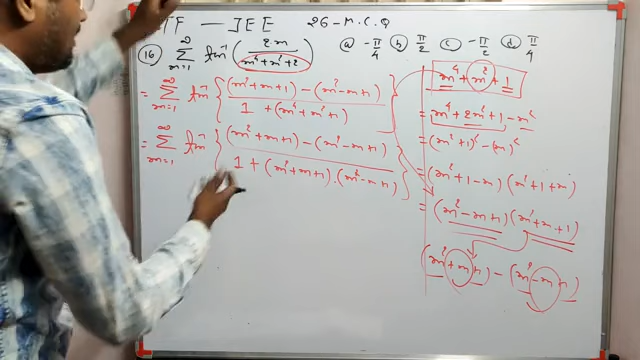 ITF — JEE 26 - M.C.Q
(16) ∞∑m=1 tan⁻¹(2m / (m⁴+m²+2)) (a) -π/4 (b) π/2 (c) -π/2 (d) π/4
= ∞∑m=1 tan⁻¹{((m²+m+1) - (m²-m+1)) / (1 + (m⁴+m²+1))}
= ∞∑m=1 tan⁻¹{((m²+m+1) - (m²-m+1)) / (1 + (m²+m+1).(m²-m+1))}
m⁴+m²+1
= m⁴+2m²+1 - m²
= (m²+1)² - (m)²
= (m²+1-m)(m²+1+m)
= (m²-m+1)(m²+m+1)
(m²+m+1) - (m²-m+1)